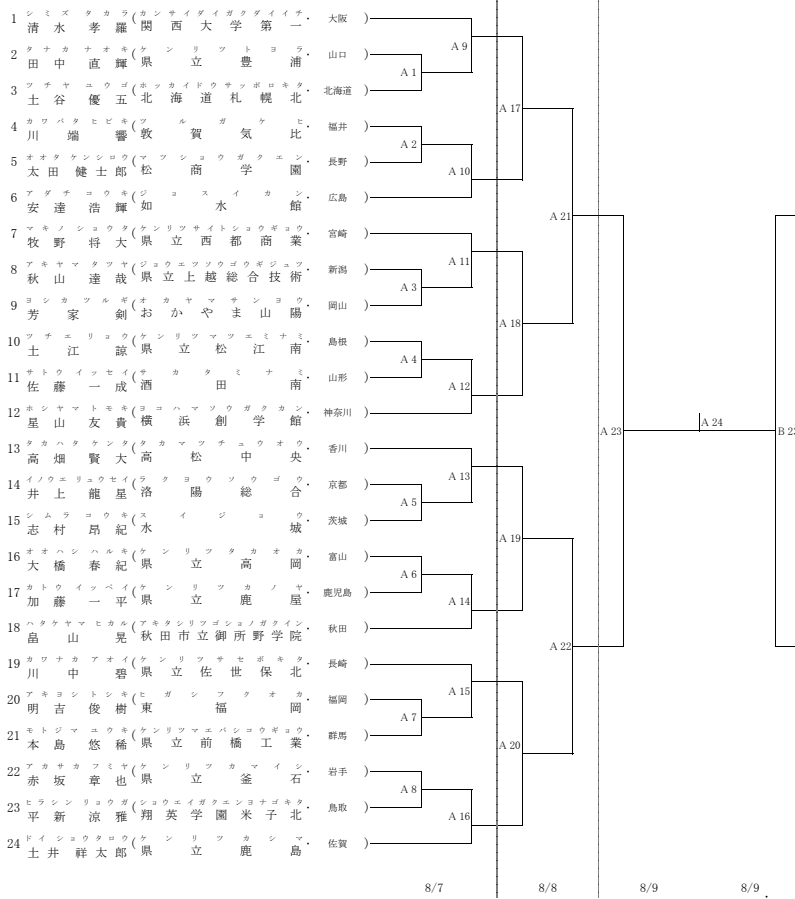 シミズ タカラ カンサイダイガクダイイチ
1 清水孝羅(関西大学第一・大阪)
タナカナオキ ケンリツトヨラ
2 田中直輝(県立豊浦・山口)
ツチヤ ユウゴ ホッカイドウサッポロキタ
3 土谷優五(北海道札幌北・北海道)
カワバタヒビキ ツルガケヒ
4 川端響(敦賀気比・福井)
オオタケンシロウ マツショウガクエン
5 太田健士郎(松商学園・長野)
アダチ コウキ ジョスイカン
6 安達浩輝(如水館・広島)
マキノ ショウタ ケンリツサイトショウギョウ
7 牧野将大(県立西都商業・宮崎)
アキヤマタツヤ ジョウエツソウゴウギジュツ
8 秋山達哉(県立上越総合技術・新潟)
ヨシカ ツルギ オカヤマサンヨウ
9 芳家剣(おかやま山陽・岡山)
ツチエ リョウ ケンリツマツエミナミ
10 土江諒(県立松江南・島根)
サトウイッセイ サカタミナミ
11 佐藤一成(酒田南・山形)
ホシヤマトモキ ヨコハマソウガクカン
12 星山友貴(横浜創学館・神奈川)
タカハタケンタ タカマツチュウオウ
13 高畑賢大(高松中央・香川)
イノウエリュウセイ ラクヨウソウゴウ
14 井上龍星(洛陽総合・京都)
シムラコウキ スイジョウ
15 志村昂紀(水城・茨城)
オオハシハルキ ケンリツタカオカ
16 大橋春紀(県立高岡・富山)
カトウ イッペイ ケンリツカノヤ
17 加藤一平(県立鹿屋・鹿児島)
ハタケヤマヒカル アキタシリツゴショノガクイン
18 畠山晃(秋田市立御所野学院・秋田)
カワナカアオイ ケンリツサセボキタ
19 川中碧(県立佐世保北・長崎)
アキヨシトシキ ヒガシフクオカ
20 明吉俊樹(東福岡・福岡)
モトジマユウキ ケンリツマエバシコウギョウ
21 本島悠稀(県立前橋工業・群馬)
アカサカフミヤ ケンリツカマイシ
22 赤坂章也(県立釜石・岩手)
ヒラシンリョウガ ショウエイガクエンヨナゴキタ
23 平新涼雅(翔英学園米子北・鳥取)
ドイショウタロウ ケンリツカシマ
24 土井祥太郎(県立鹿島・佐賀)
A 1
A 2
A 3
A 4
A 5
A 6
A 7
A 8
A 9
A 10
A 11
A 12
A 13
A 14
A 15
A 16
A 17
A 18
A 19
A 20
A 21
A 22
A 23
A 24
8/7 8/8 8/9 8/9